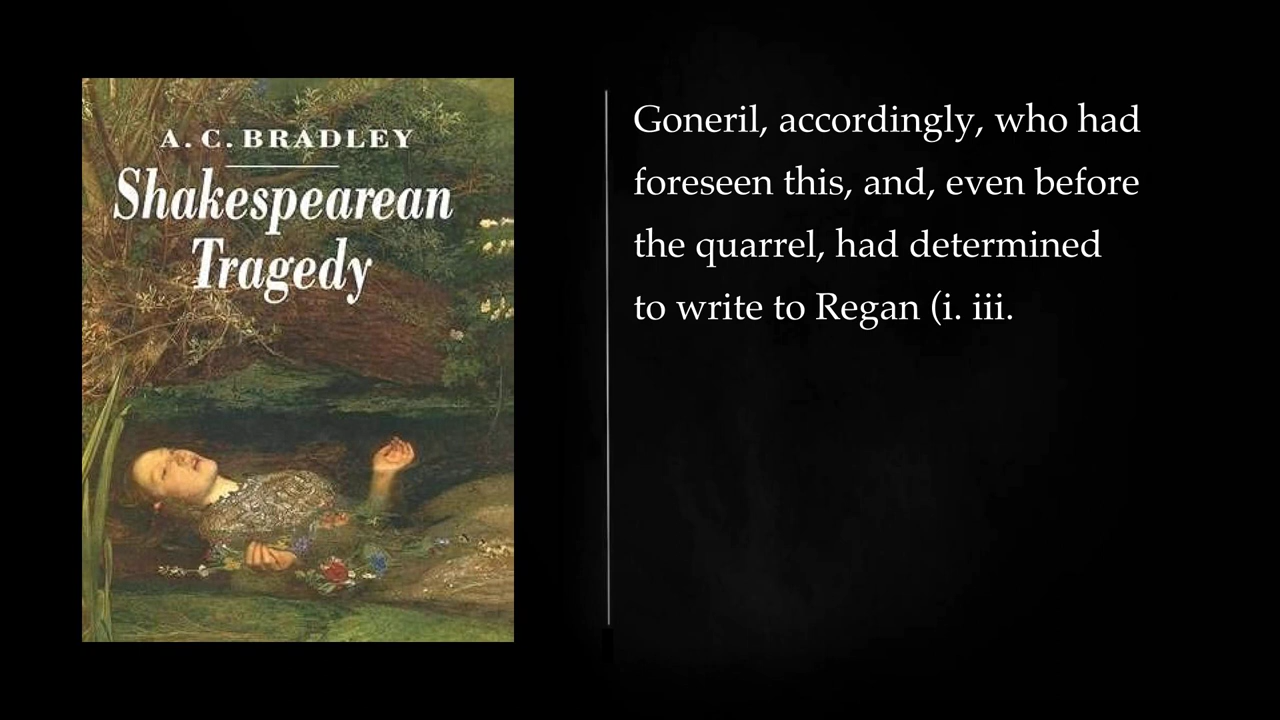 A. C. BRADLEY
Shakespearean
Tragedy
Goneril, accordingly, who had
foreseen this, and, even before
the quarrel, had determined
to write to Regan (i. iii.